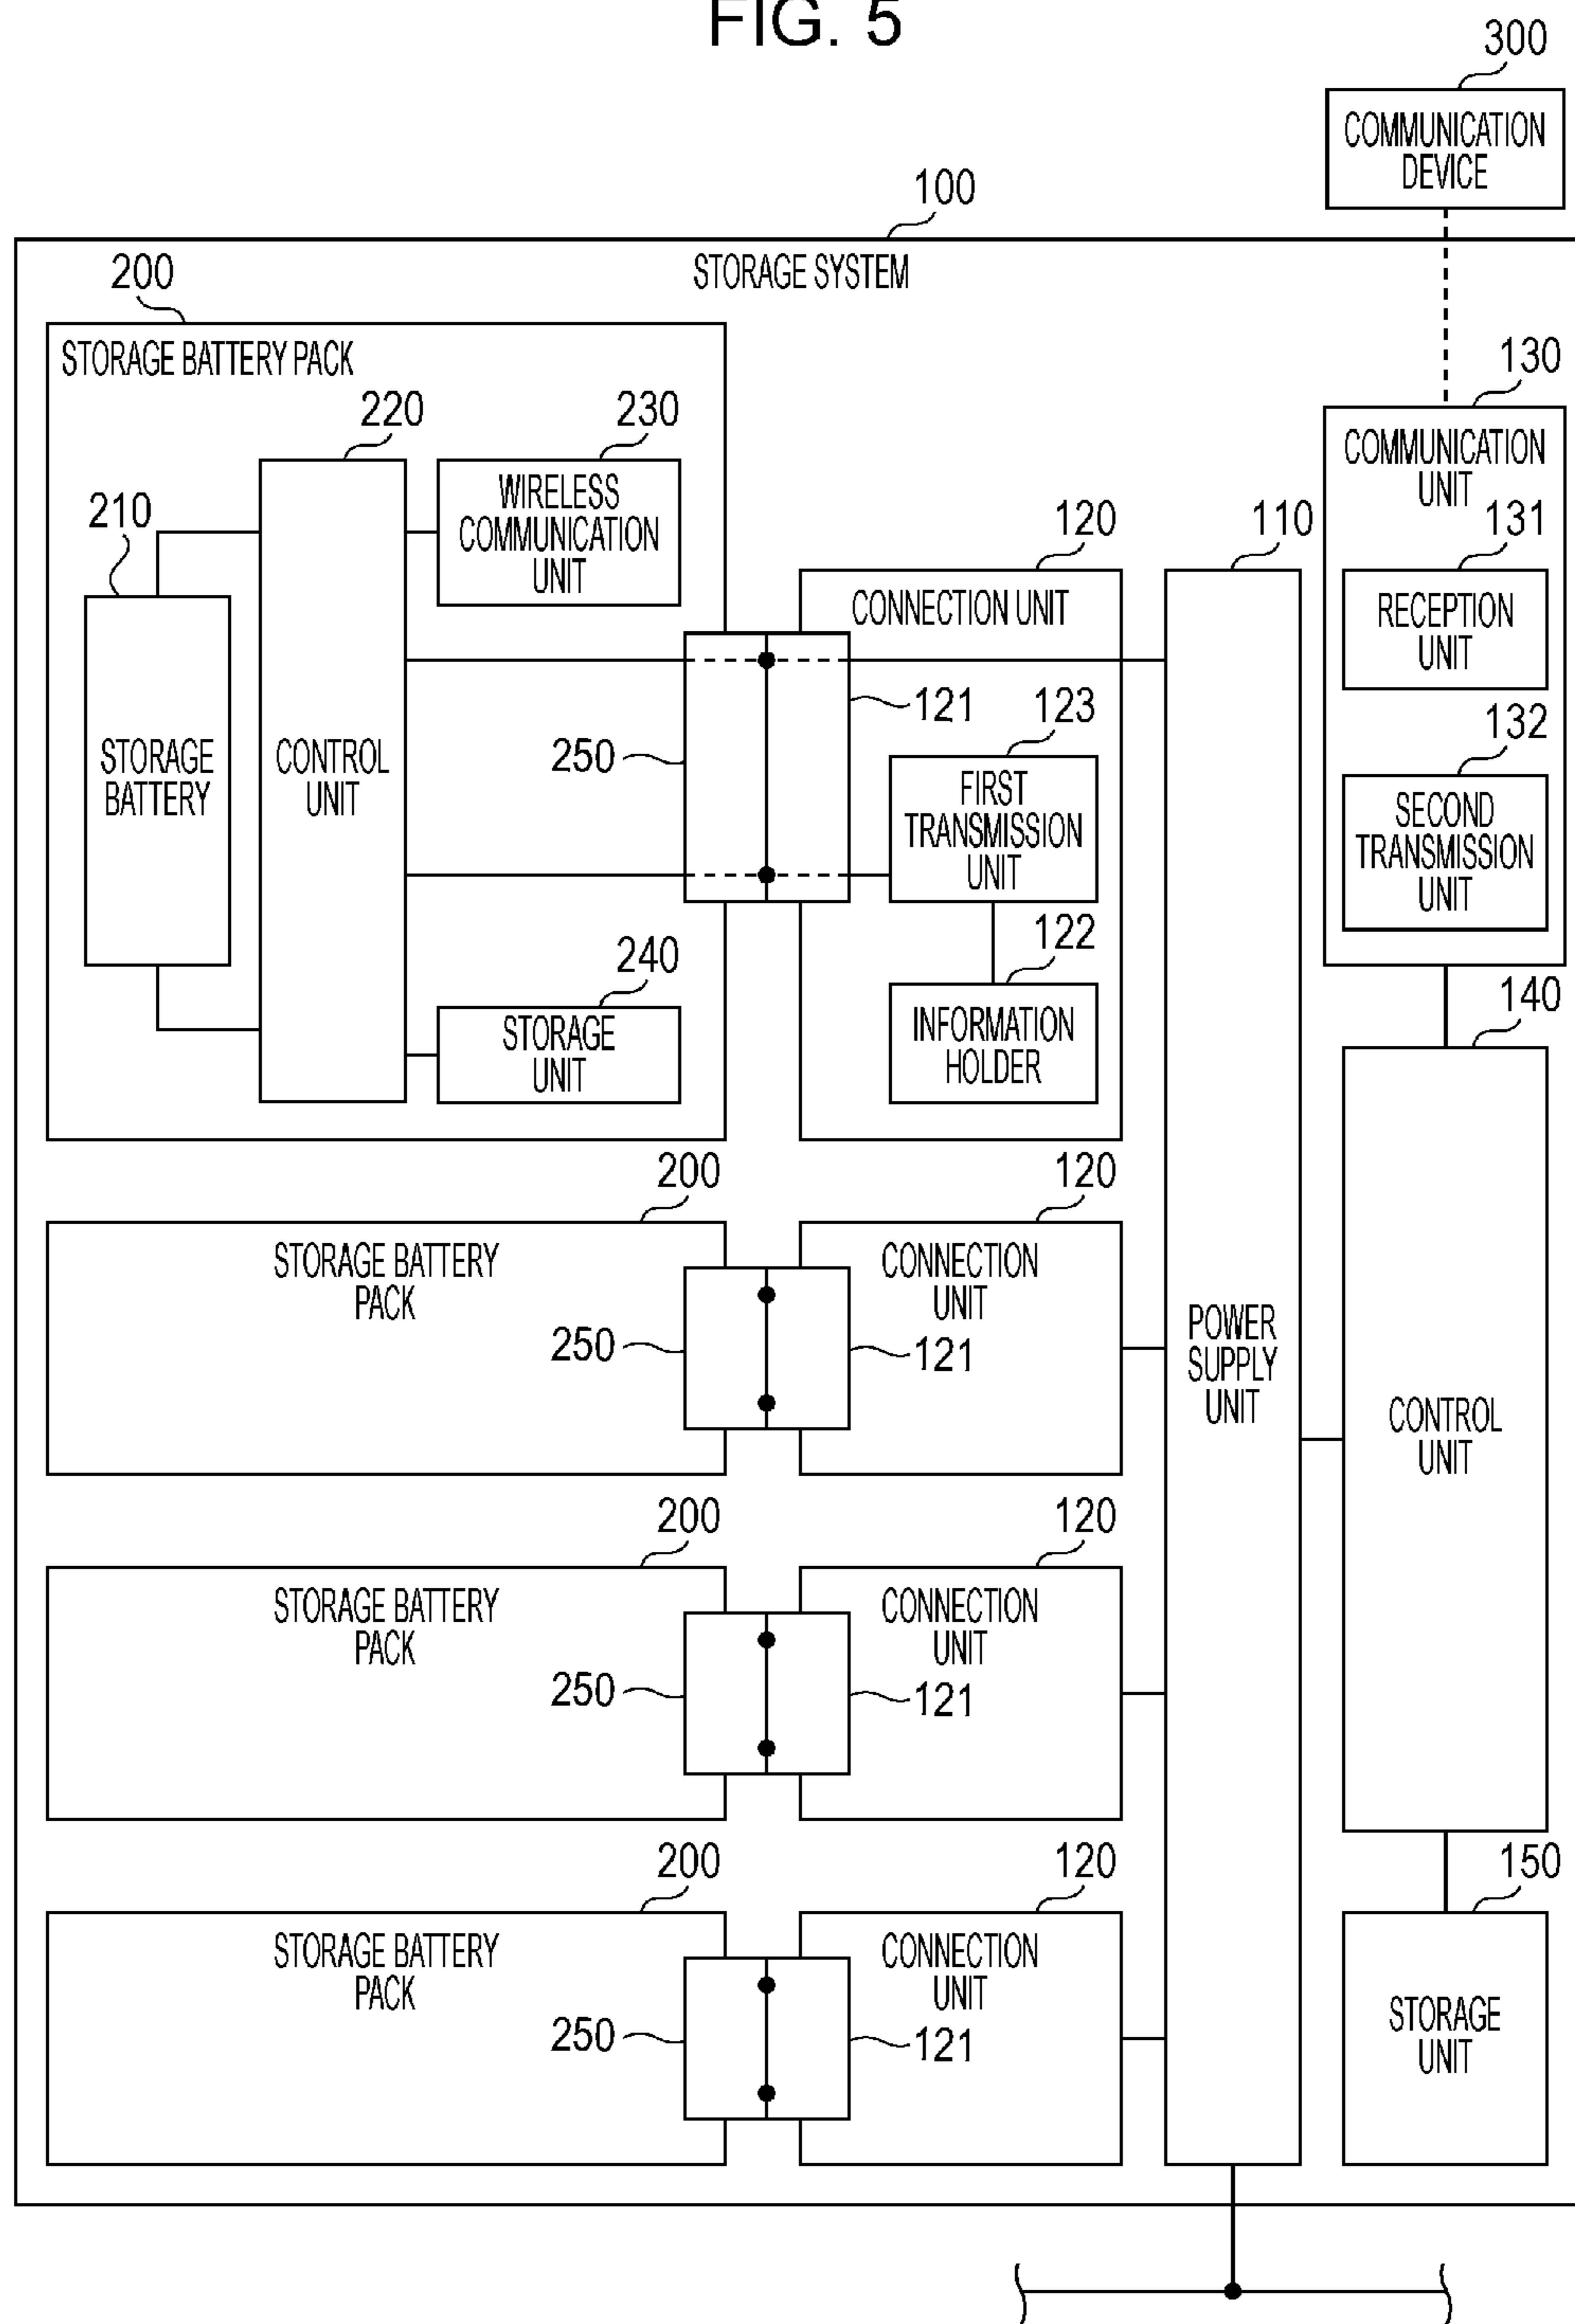 FIG. 5
300
COMMUNICATION
DEVICE
100
STORAGE SYSTEM
200
STORAGE BATTERY PACK
220
230
WIRELESS
COMMUNICATION
UNIT
210
STORAGE
BATTERY
CONTROL
UNIT
250
240
STORAGE
UNIT
120
CONNECTION UNIT
121
123
FIRST
TRANSMISSION
UNIT
122
INFORMATION
HOLDER
110
POWER
SUPPLY
UNIT
130
COMMUNICATION
UNIT
131
RECEPTION
UNIT
132
SECOND
TRANSMISSION
UNIT
140
CONTROL
UNIT
150
STORAGE
UNIT
200
STORAGE BATTERY
PACK
250
120
CONNECTION
UNIT
121
200
STORAGE BATTERY
PACK
250
120
CONNECTION
UNIT
121
200
STORAGE BATTERY
PACK
250
120
CONNECTION
UNIT
121